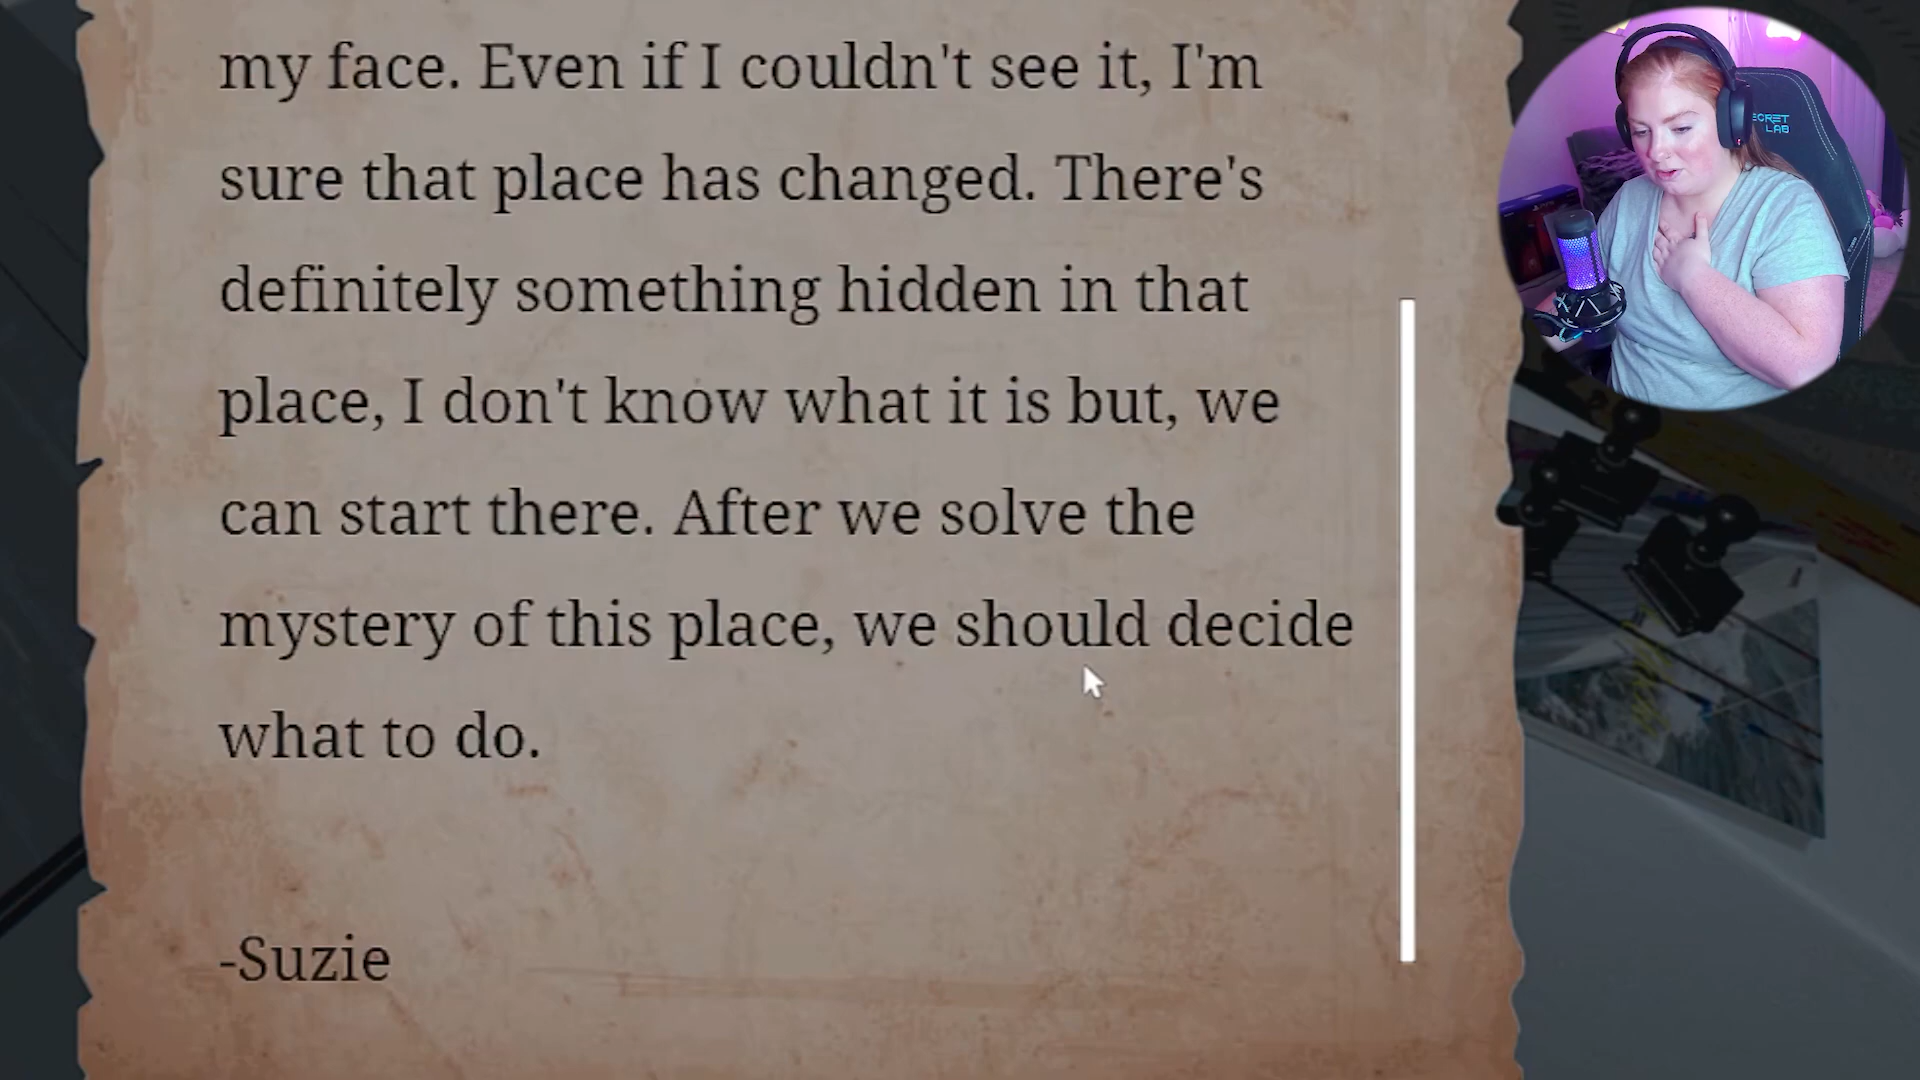 my face. Even if I couldn't see it, I'm
sure that place has changed. There's
definitely something hidden in that
place, I don't know what it is but, we
can start there. After we solve the
mystery of this place, we should decide
what to do.
-Suzie
ECRET
LAB